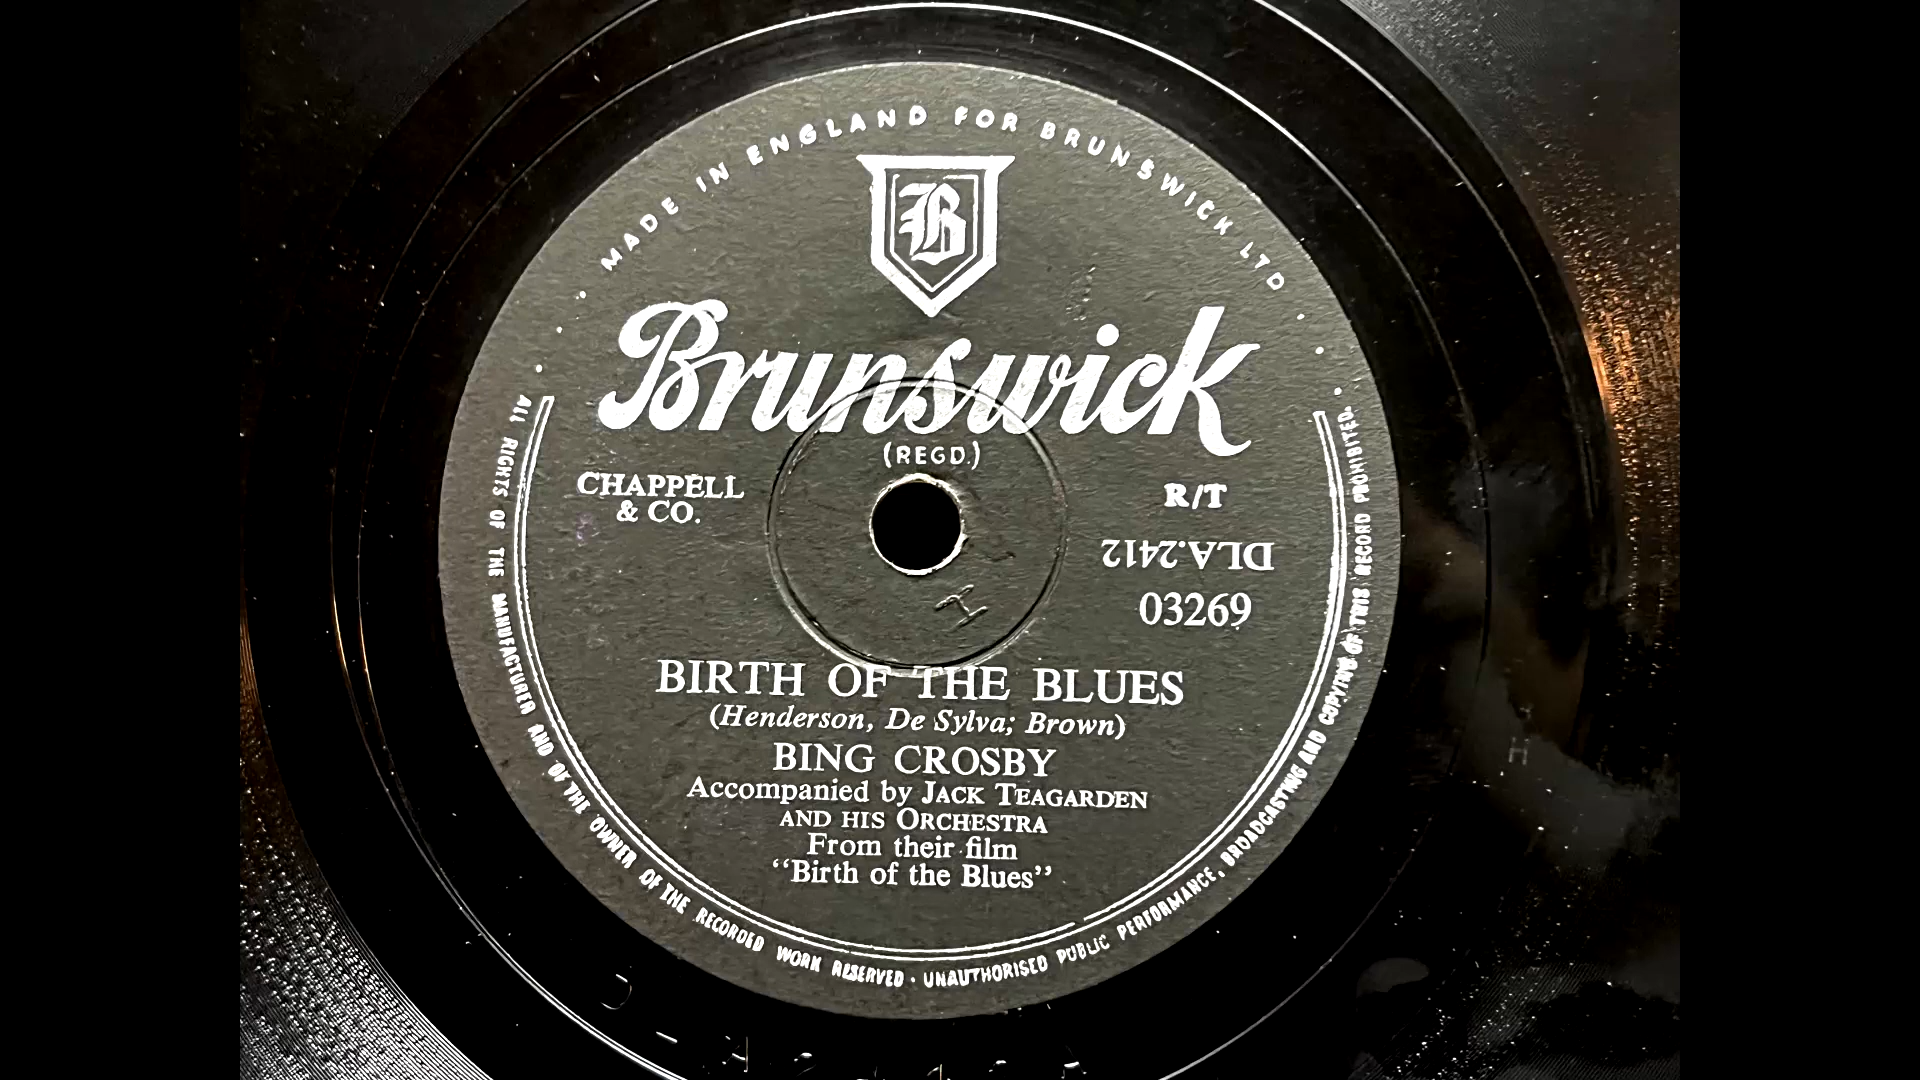 MADE IN ENGLAND FOR BRUNSWICK LTD
B
Brunswick
(REGD.)
CHAPPELL
& CO.
R/T
DLA.2412
03269
BIRTH OF THE BLUES
(Henderson, De Sylva; Brown)
BING CROSBY
Accompanied by JACK TEAGARDEN
AND HIS ORCHESTRA
From their film
“Birth of the Blues”
ALL RIGHTS OF THE MANUFACTURER AND OF THE OWNER OF THE RECORDED WORK RESERVED · UNAUTHORISED PUBLIC PERFORMANCE, BROADCASTING AND COPYING OF THIS RECORD PROHIBITED.